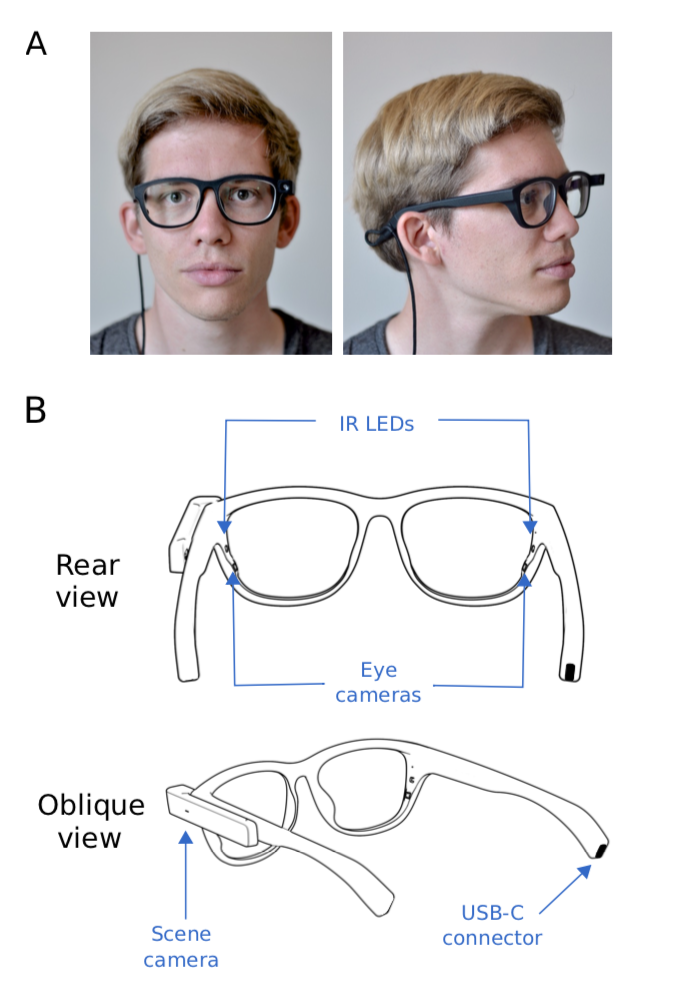 A
B
IR LEDs
Rear
view
Eye
cameras
Oblique
view
Scene
camera
USB-C
connector